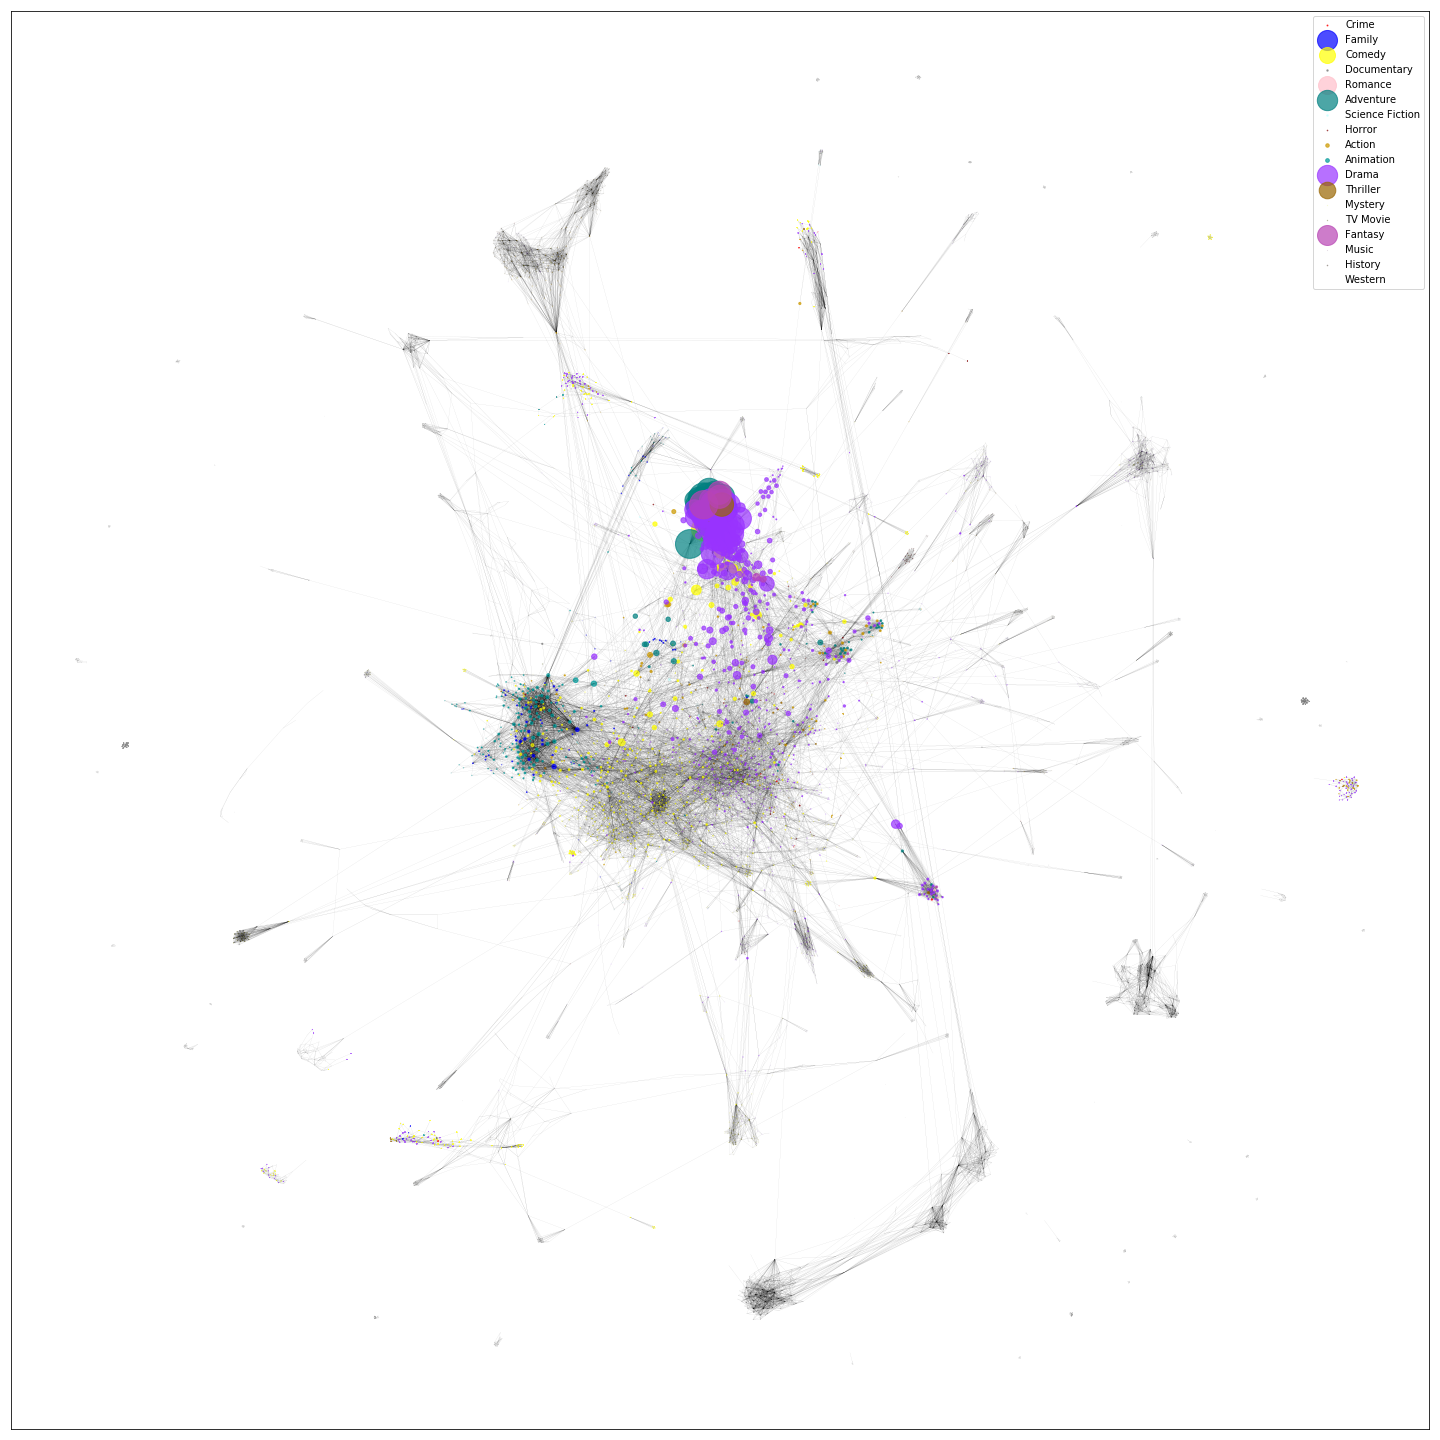 Crime
Family
Comedy
Documentary
Romance
Adventure
Science Fiction
Horror
Action
Animation
Drama
Thriller
Mystery
TV Movie
Fantasy
Music
History
Western